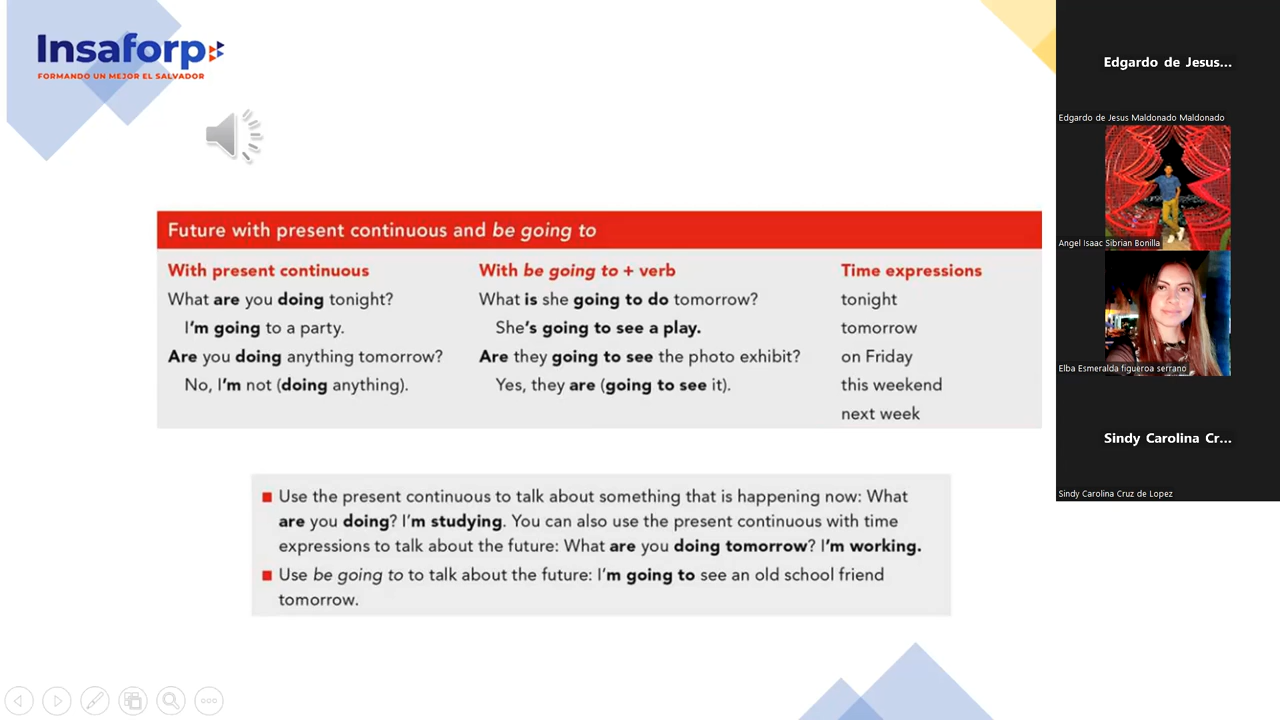 Insaforp
FORMANDO UN MEJOR EL SALVADOR
Future with present continuous and be going to
With present continuous
What are you doing tonight?
I'm going to a party.
Are you doing anything tomorrow?
No, I'm not (doing anything).
With be going to + verb
What is she going to do tomorrow?
She's going to see a play.
Are they going to see the photo exhibit?
Yes, they are (going to see it).
Time expressions
tonight
tomorrow
on Friday
this weekend
next week
Use the present continuous to talk about something that is happening now: What
are you doing? I'm studying. You can also use the present continuous with time
expressions to talk about the future: What are you doing tomorrow? I'm working.
Use be going to to talk about the future: I'm going to see an old school friend
tomorrow.
Edgardo de Jesus...
Edgardo de Jesus Maldonado Maldonado
Angel Isaac Sibrian Bonilla
Elba Esmeralda figueroa serrano
Sindy Carolina Cr...
Sindy Carolina Cruz de Lopez